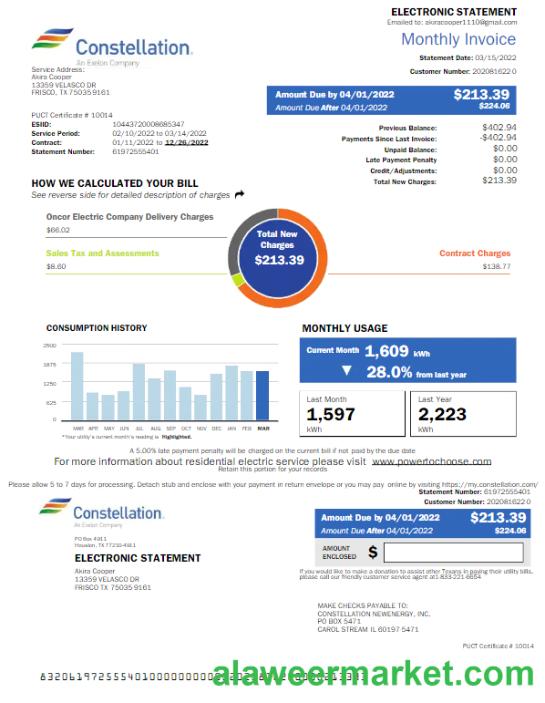 ELECTRONIC STATEMENT
Emailed to: akiracooper1110@gmail.com
Constellation.
An Exelon Company
Monthly Invoice
Statement Date: 03/15/2022
Customer Number: 202081622-0
Service Address:
Akira Cooper
13359 VELASCO DR
FRISCO, TX 75035 9161
Amount Due by 04/01/2022 $213.39
Amount Due After 04/01/2022 $224.06
PUCT Certificate # 10014
ESIID: 10443720008685347
Service Period: 02/10/2022 to 03/14/2022
Contract: 01/11/2022 to 12/26/2022
Statement Number: 61972555401
Previous Balance: $402.94
Payments Since Last Invoice: -$402.94
Unpaid Balance: $0.00
Late Payment Penalty $0.00
Credit/Adjustments: $0.00
Total New Charges: $213.39
HOW WE CALCULATED YOUR BILL
See reverse side for detailed description of charges
Oncor Electric Company Delivery Charges
$66.02
Sales Tax and Assessments
$8.60
Total New
Charges
$213.39
Contract Charges
$138.77
CONSUMPTION HISTORY
2500
1875
1250
625
0
MAR APR MAY JUN JUL AUG SEP OCT NOV DEC JAN FEB MAR
*Your utility's current month's reading is Highlighted.
MONTHLY USAGE
Current Month 1,609 kWh
▼ 28.0% from last year
Last Month
1,597
kWh
Last Year
2,223
kWh
A 5.00% late payment penalty will be charged on the current bill if not paid by the due date
For more information about residential electric service please visit www.powertochoose.com
Retain this portion for your records
Please allow 5 to 7 days for processing. Detach stub and enclose with your payment in return envelope or you may pay online by visiting https://my.constellation.com/
Statement Number: 61972555401
Customer Number: 202081622-0
Constellation.
An Exelon Company
PO Box 4911
Houston, TX 77210-4911
Amount Due by 04/01/2022 $213.39
Amount Due After 04/01/2022 $224.06
AMOUNT
ENCLOSED $
ELECTRONIC STATEMENT
Akira Cooper
13359 VELASCO DR
FRISCO TX 75035 9161
If you would like to make a donation to assist other Texans in paying their utility bills,
please call our friendly customer service agent at 1-833-221-6654
MAKE CHECKS PAYABLE TO:
CONSTELLATION NEWENERGY, INC.
PO BOX 5471
CAROL STREAM IL 60197-5471
PUCT Certificate # 10014
alaweermarket.com